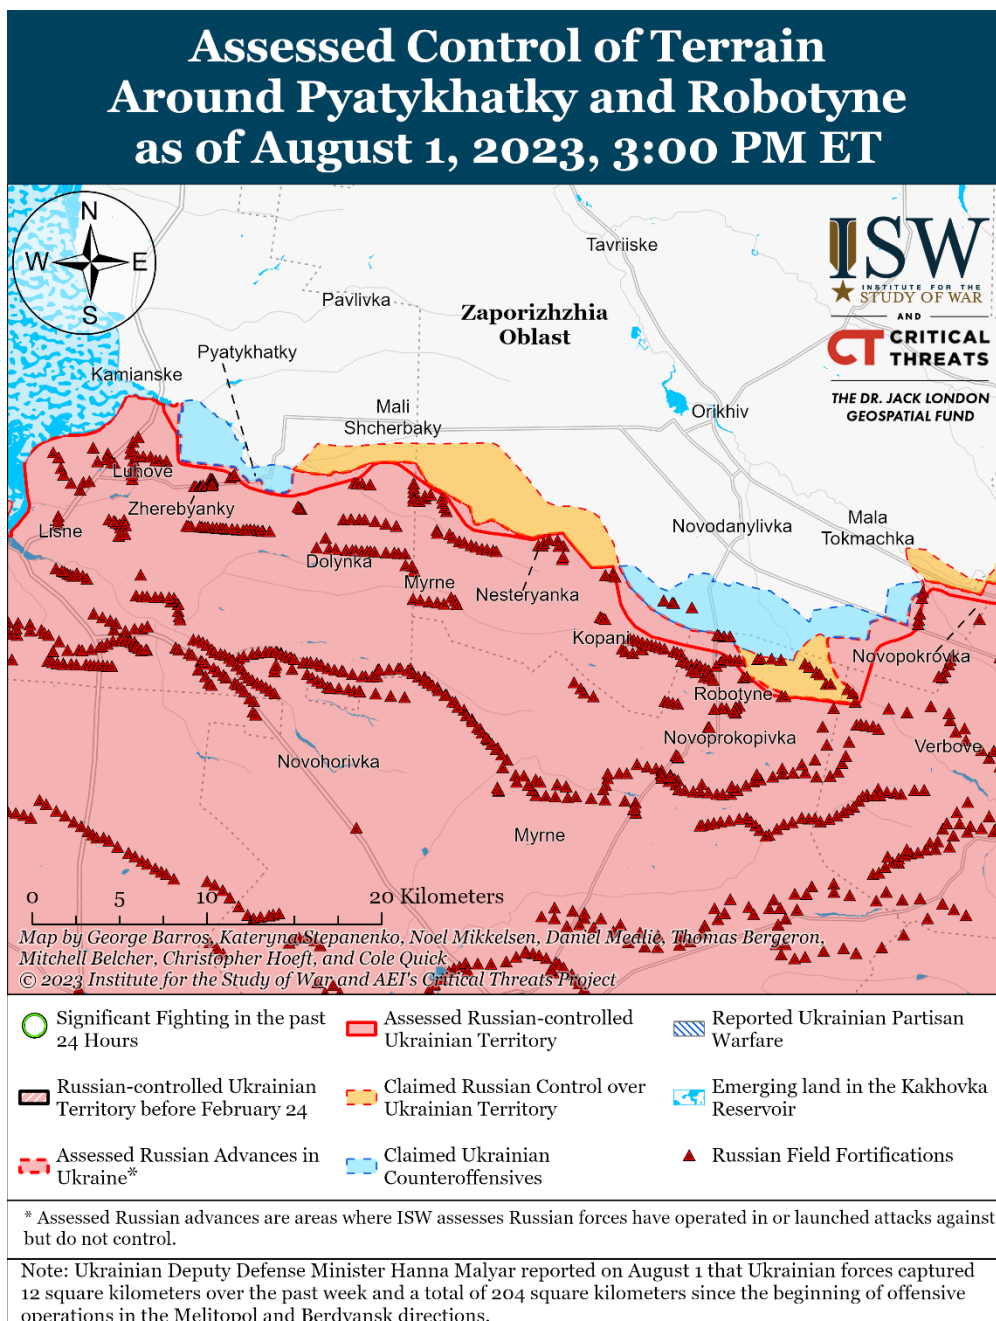 Assessed Control of Terrain
Around Pyatykhatky and Robotyne
as of August 1, 2023, 3:00 PM ET
N
W
E
S
ISW
INSTITUTE FOR THE
STUDY OF WAR
AND
CT CRITICAL
THREATS
THE DR. JACK LONDON
GEOSPATIAL FUND
Tavriiske
Pavlivka
Zaporizhzhia
Oblast
Pyatykhatky
Kamianske
Mali
Shcherbaky
Orikhiv
Luhove
Zherebyanky
Lisne
Novodanylivka
Mala
Tokmachka
Dolynka
Myrne
Nesteryanka
Kopani
Novopokrovka
Robotyne
Novoprokopivka
Verbove
Novohorivka
Myrne
0 5 10 20 Kilometers
Map by George Barros, Kateryna Stepanenko, Noel Mikkelsen, Daniel Mealie, Thomas Bergeron,
Mitchell Belcher, Christopher Hoeft, and Cole Quick
© 2023 Institute for the Study of War and AEI's Critical Threats Project
Significant Fighting in the past
24 Hours
Assessed Russian-controlled
Ukrainian Territory
Reported Ukrainian Partisan
Warfare
Russian-controlled Ukrainian
Territory before February 24
Claimed Russian Control over
Ukrainian Territory
Emerging land in the Kakhovka
Reservoir
Assessed Russian Advances in
Ukraine*
Claimed Ukrainian
Counteroffensives
Russian Field Fortifications
* Assessed Russian advances are areas where ISW assesses Russian forces have operated in or launched attacks against
but do not control.
Note: Ukrainian Deputy Defense Minister Hanna Malyar reported on August 1 that Ukrainian forces captured
12 square kilometers over the past week and a total of 204 square kilometers since the beginning of offensive
operations in the Melitopol and Berdyansk directions.